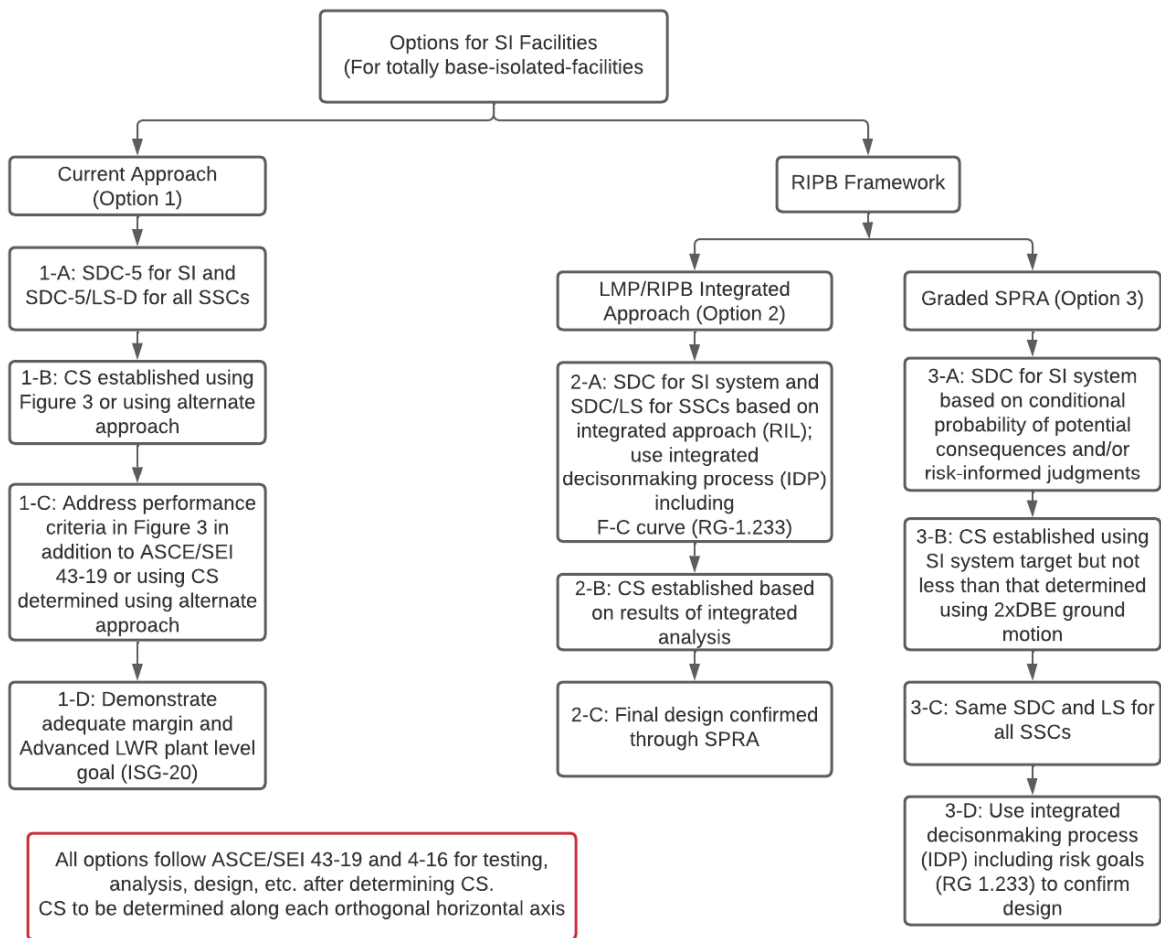 Options for SI Facilities
(For totally base-isolated-facilities
Current Approach
(Option 1)
1-A: SDC-5 for SI and
SDC-5/LS-D for all SSCs
1-B: CS established using
Figure 3 or using alternate
approach
1-C: Address performance
criteria in Figure 3 in
addition to ASCE/SEI
43-19 or using CS
determined using alternate
approach
1-D: Demonstrate
adequate margin and
Advanced LWR plant level
goal (ISG-20)
RIPB Framework
LMP/RIPB Integrated
Approach (Option 2)
2-A: SDC for SI system and
SDC/LS for SSCs based on
integrated approach (RIL);
use integrated
decisonmaking process (IDP)
including
F-C curve (RG-1.233)
2-B: CS established based
on results of integrated
analysis
2-C: Final design confirmed
through SPRA
Graded SPRA (Option 3)
3-A: SDC for SI system
based on conditional
probability of potential
consequences and/or
risk-informed judgments
3-B: CS established using
SI system target but not
less than that determined
using 2xDBE ground
motion
3-C: Same SDC and LS for
all SSCs
3-D: Use integrated
decisonmaking process
(IDP) including risk goals
(RG 1.233) to confirm
design
All options follow ASCE/SEI 43-19 and 4-16 for testing,
analysis, design, etc. after determining CS.
CS to be determined along each orthogonal horizontal axis